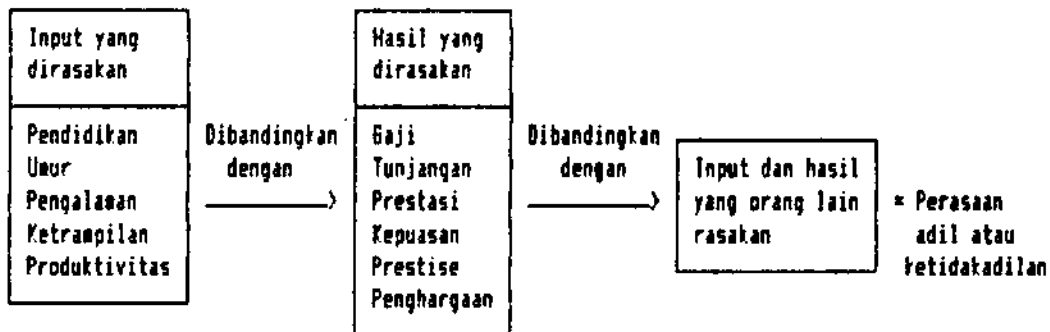 Input yang
dirasakan
Pendidikan
Umur
Pengalaman
Ketrampilan
Produktivitas
Dibandingkan
dengan
Hasil yang
dirasakan
Gaji
Tunjangan
Prestasi
Kepuasan
Prestise
Penghargaan
Dibandingkan
dengan
Input dan hasil
yang orang lain
rasakan
= Perasaan
adil atau
ketidakadilan